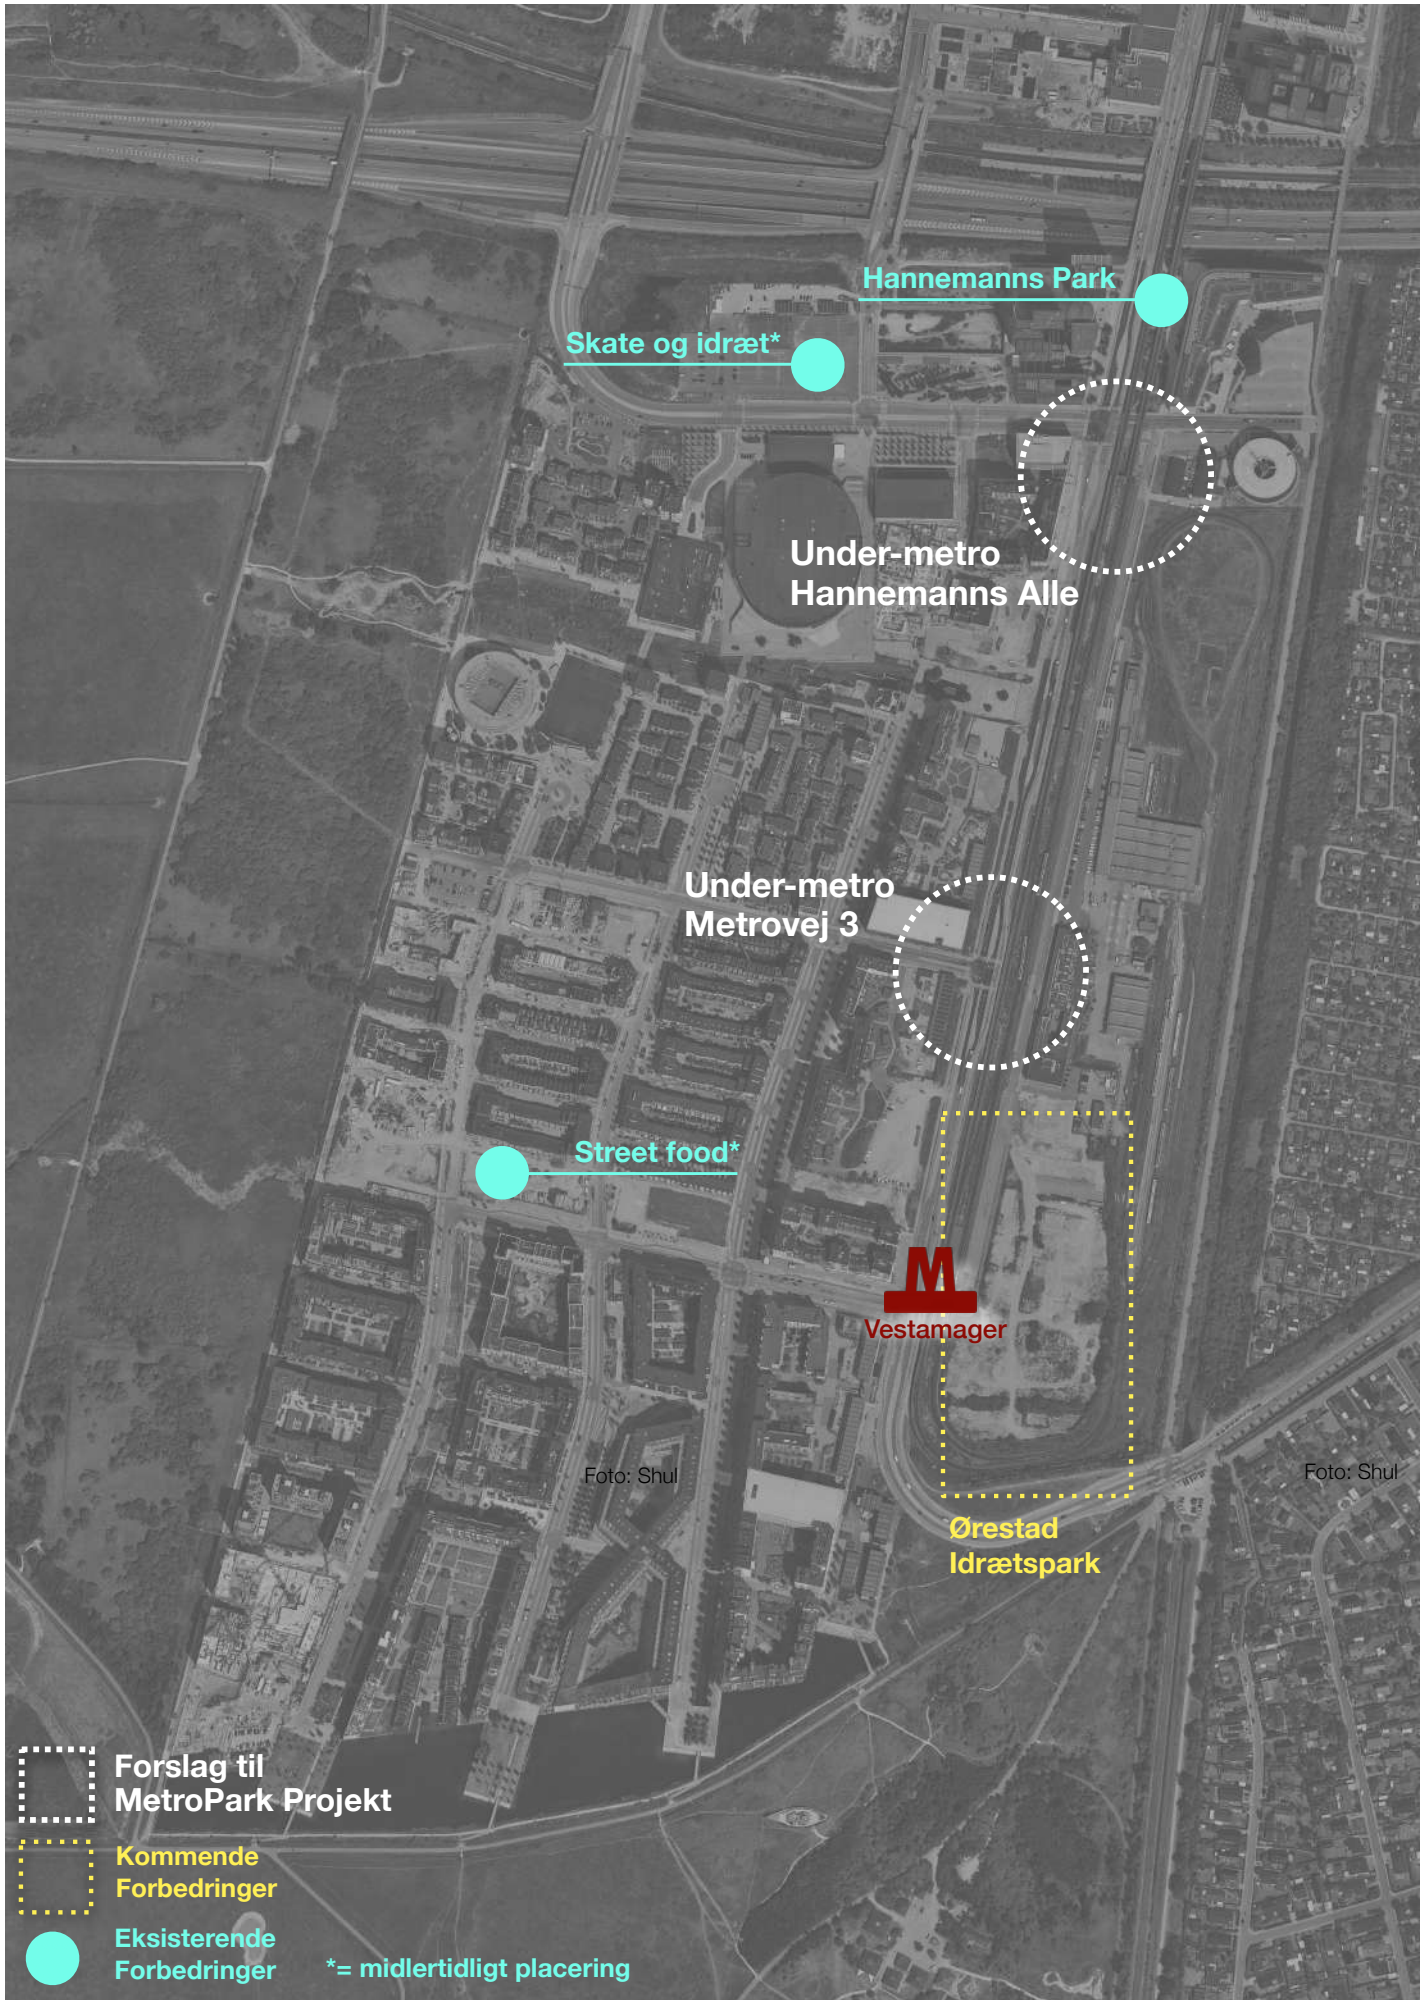 Hannemanns Park
Skate og idræt*
Under-metro
Hannemanns Alle
Under-metro
Metrovej 3
Street food*
M
Vestamager
Foto: Shul
Foto: Shul
Ørestad
Idrætspark
Forslag til
MetroPark Projekt
Kommende
Forbedringer
Eksisterende
Forbedringer
*= midlertidligt placering